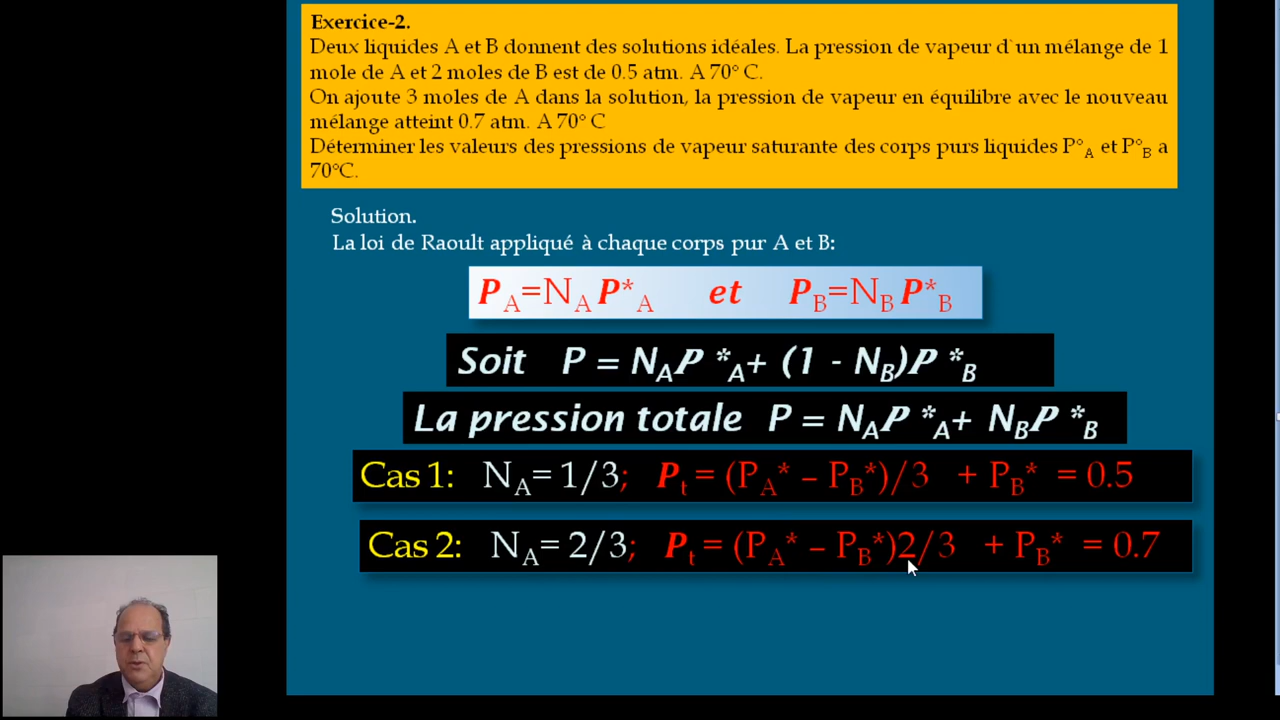 Exercice-2.
Deux liquides A et B donnent des solutions idéales. La pression de vapeur d`un mélange de 1
mole de A et 2 moles de B est de 0.5 atm. A 70° C.
On ajoute 3 moles de A dans la solution, la pression de vapeur en équilibre avec le nouveau
mélange atteint 0.7 atm. A 70° C
Déterminer les valeurs des pressions de vapeur saturante des corps purs liquides P°A et P°B a
70°C.
Solution.
La loi de Raoult appliqué à chaque corps pur A et B:
PA=NA P*A et PB=NB P*B
Soit P = NAP *A+ (1 - NB)P *B
La pression totale P = NAP *A+ NBP *B
Cas 1: NA= 1/3; Pt = (PA* – PB*)/3 + PB* = 0.5
Cas 2: NA= 2/3; Pt = (PA* – PB*)2/3 + PB* = 0.7